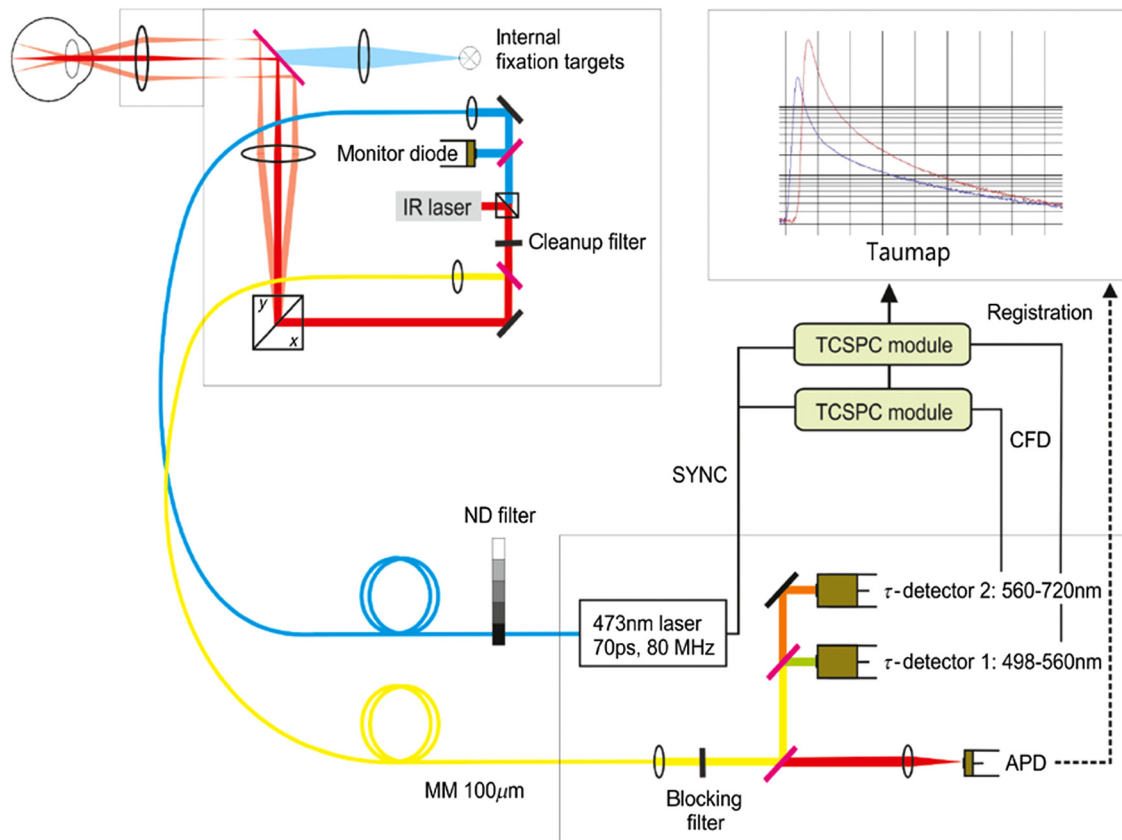 Internal
fixation targets
Monitor diode
IR laser
Cleanup filter
y
x
Taumap
Registration
TCSPC module
TCSPC module
CFD
SYNC
ND filter
473nm laser
70ps, 80 MHz
τ-detector 2: 560-720nm
τ-detector 1: 498-560nm
MM 100μm
Blocking
filter
APD